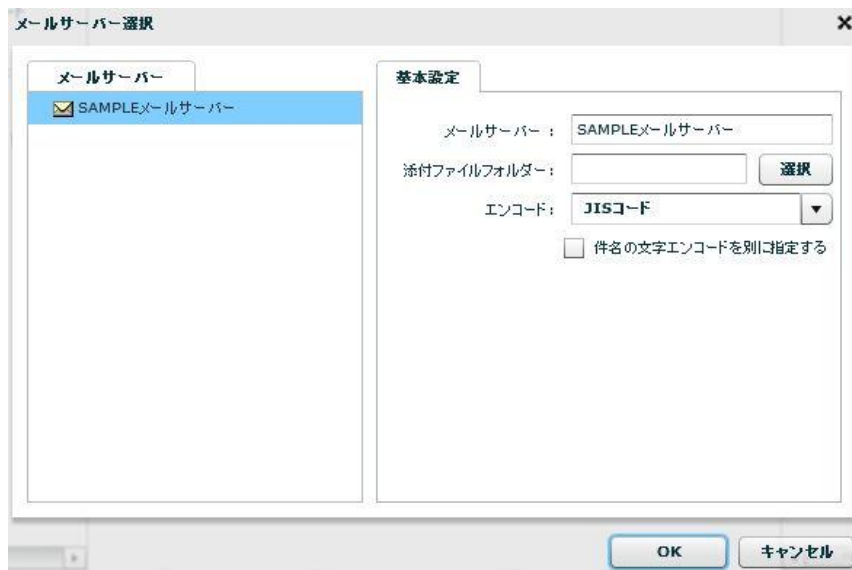 メールサーバー選択
メールサーバー
SAMPLEメールサーバー
基本設定
メールサーバー： SAMPLEメールサーバー
添付ファイルフォルダー： 選択
エンコード： JISコード
件名の文字エンコードを別に指定する
OK キャンセル